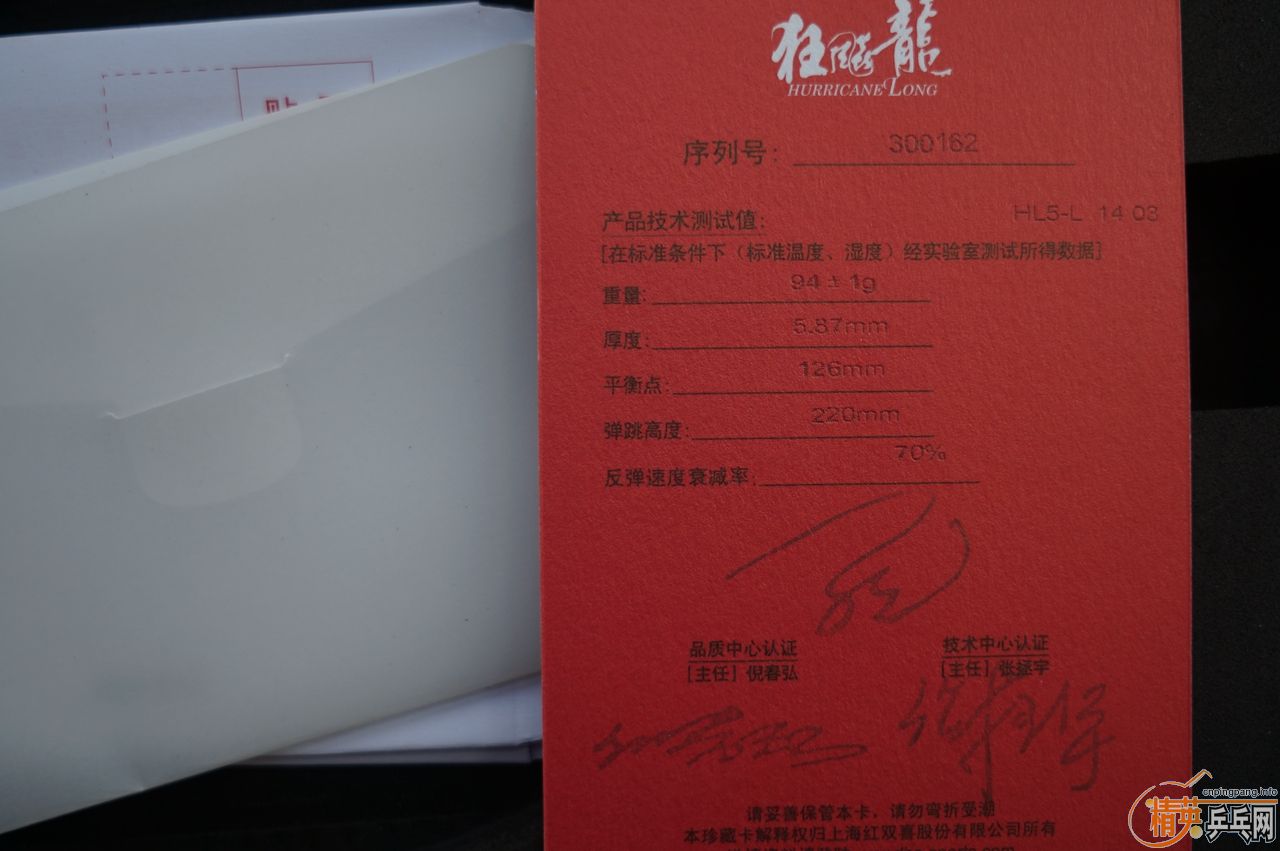 狂飈龍
HURRICANE LONG
序列号: 300162
HL5-L 14 03
产品技术测试值:
[在标准条件下（标准温度、湿度）经实验室测试所得数据]
重量: 94 ± 1g
厚度: 5.87mm
平衡点: 126mm
弹跳高度: 220mm
反弹速度衰减率: 70%
品质中心认证 技术中心认证
[主任] 倪春弘 [主任] 张拯宇
请妥善保管本卡，请勿弯折受潮
本珍藏卡解释权归上海红双喜股份有限公司所有
cnpingpang.info
精英乒乓网